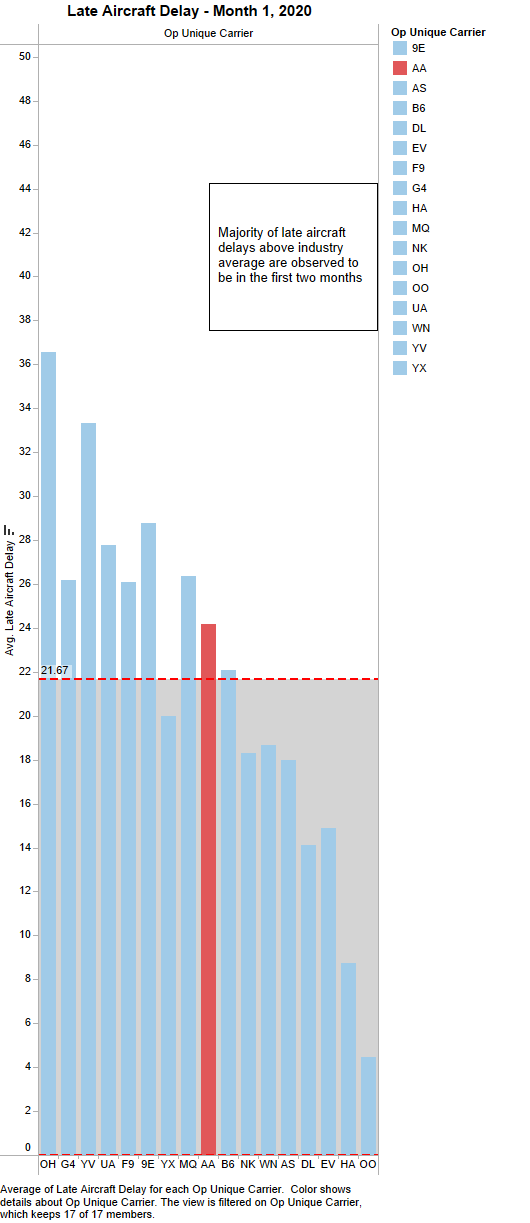 Late Aircraft Delay - Month 1, 2020
Op Unique Carrier
Op Unique Carrier
9E
AA
AS
B6
DL
EV
F9
G4
HA
MQ
NK
OH
OO
UA
WN
YV
YX
50
48
46
44
42
40
38
36
34
32
30
28
26
24
22
20
18
16
14
12
10
8
6
4
2
0
Avg. Late Aircraft Delay
Majority of late aircraft
delays above industry
average are observed to
be in the first two months
21.67
OH G4 YV UA F9 9E YX MQ AA B6 NK WN AS DL EV HA OO
Average of Late Aircraft Delay for each Op Unique Carrier.  Color shows
details about Op Unique Carrier. The view is filtered on Op Unique Carrier,
which keeps 17 of 17 members.